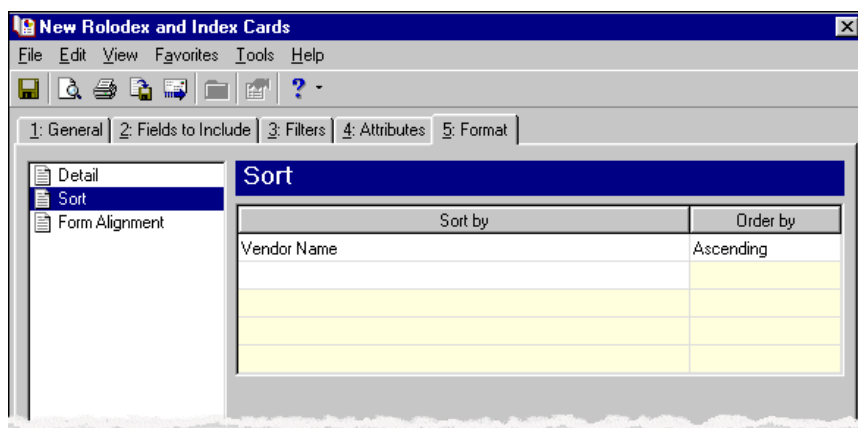 New Rolodex and Index Cards
File Edit View Favorites Tools Help
1: General 2: Fields to Include 3: Filters 4: Attributes 5: Format
Detail
Sort
Form Alignment
Sort
Sort by Order by
Vendor Name Ascending